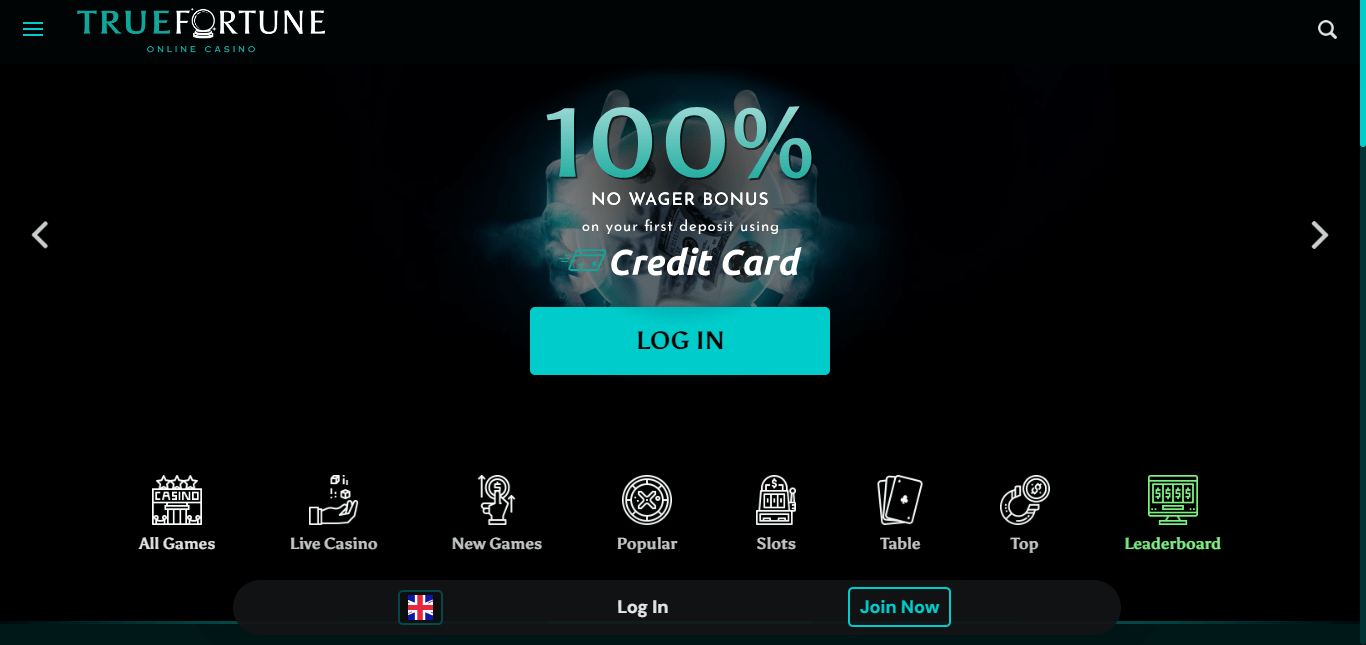 TRUEFORTUNE
ONLINE CASINO
100%
NO WAGER BONUS
on your first deposit using
Credit Card
LOG IN
CASINO
All Games
Live Casino
New Games
Popular
Slots
Table
Top
Leaderboard
Log In
Join Now